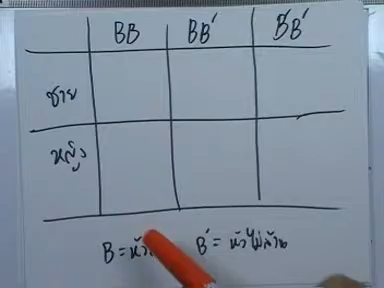 BB BB′ B′B′
ชาย
หญิง
B = หัว B′ = หัวไม่ล้าน